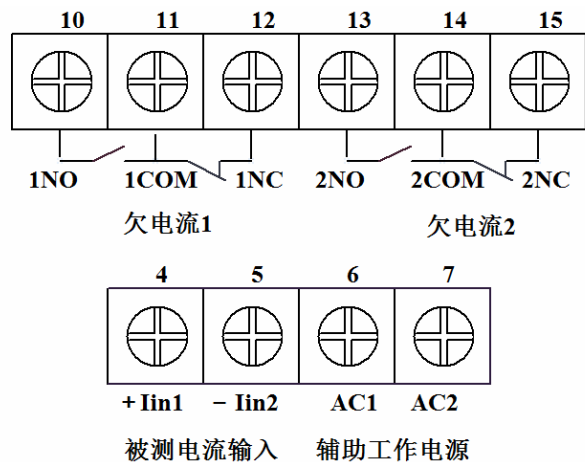 10 11 12 13 14 15
1NO 1COM 1NC 2NO 2COM 2NC
欠电流1 欠电流2
4 5 6 7
+Iin1 − Iin2 AC1 AC2
被测电流输入 辅助工作电源